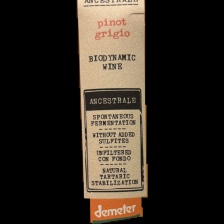 ANCESTRALE
pinot
grigio
BIODYNAMIC
WINE
ANCESTRALE
SPONTANEOUS
FERMENTATION
WITHOUT ADDED
SULFITES
UNFILTERED
CON FONDO
NATURAL
TARTARIC
STABILIZATION
demeter